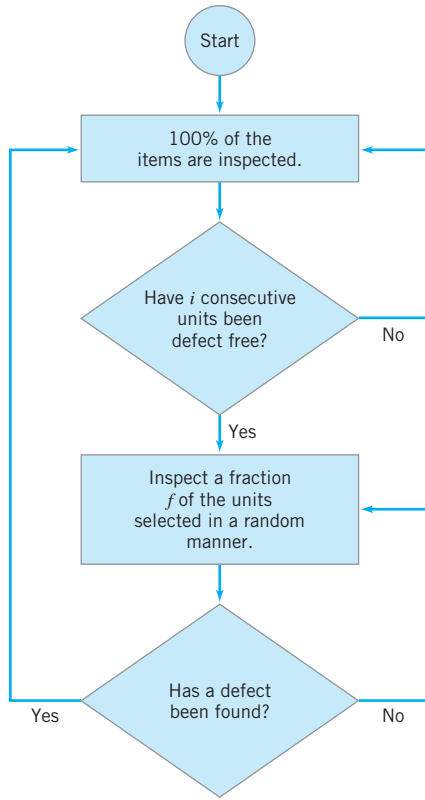 Start
100% of the
items are inspected.
Have i consecutive
units been
defect free?
No
Yes
Inspect a fraction
f of the units
selected in a random
manner.
Has a defect
been found?
Yes
No